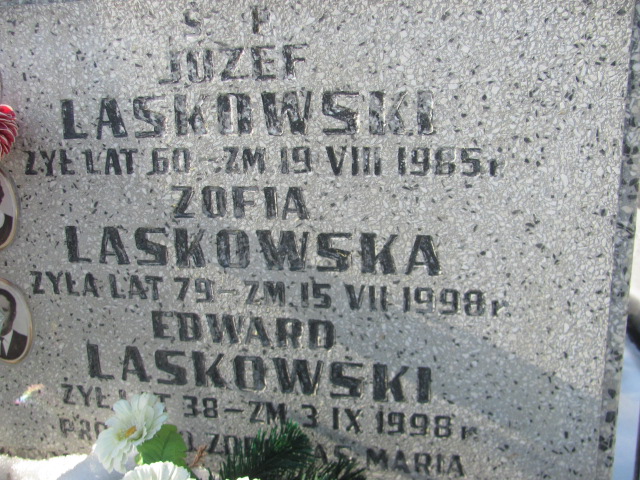 Ś P
JÓZEF
LASKOWSKI
ŻYŁ LAT 60 - ZM. 19 VIII 1985 r
ZOFIA
LASKOWSKA
ŻYŁA LAT 79 - ZM. 15 VII 1998 r.
EDWARD
LASKOWSKI
ŻYŁ 38 - ZM 3 IX 1998 r.
MARIA